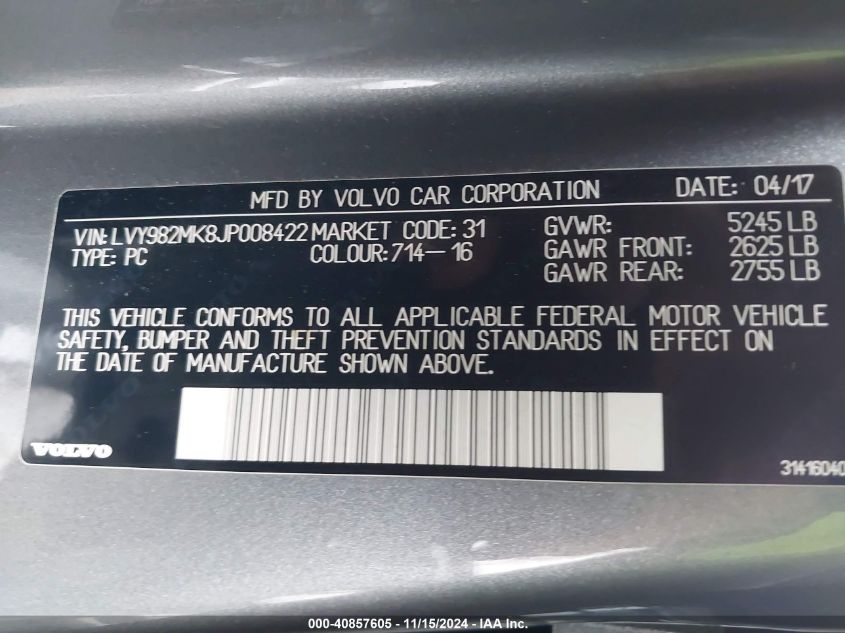 MFD BY VOLVO CAR CORPORATION DATE: 04/17
VIN: LVY982MK8JP008422 MARKET CODE: 31 GVWR: 5245 LB
TYPE: PC COLOUR: 714-16 GAWR FRONT: 2625 LB
GAWR REAR: 2755 LB
THIS VEHICLE CONFORMS TO ALL APPLICABLE FEDERAL MOTOR VEHICLE
SAFETY, BUMPER AND THEFT PREVENTION STANDARDS IN EFFECT ON
THE DATE OF MANUFACTURE SHOWN ABOVE.
VOLVO
31416040
000-40857605 - 11/15/2024 - IAA Inc.